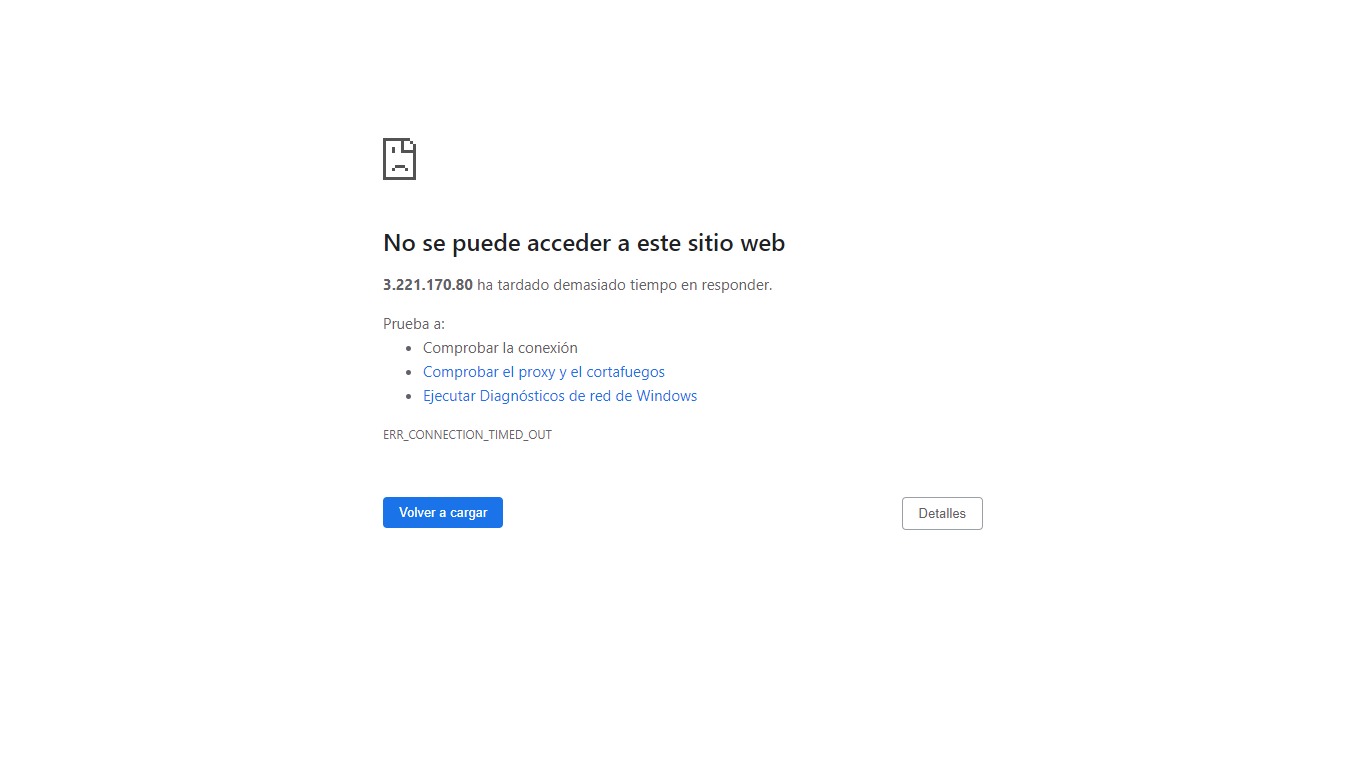 No se puede acceder a este sitio web
3.221.170.80 ha tardado demasiado tiempo en responder.
Prueba a:
Comprobar la conexión
Comprobar el proxy y el cortafuegos
Ejecutar Diagnósticos de red de Windows
ERR_CONNECTION_TIMED_OUT
Volver a cargar
Detalles